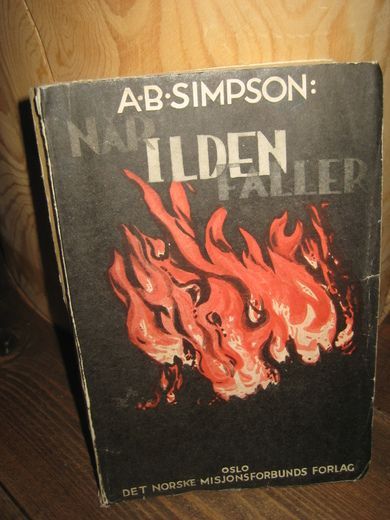 A·B·SIMPSON:
NÅR
ILDEN
FALLER
OSLO
DET NORSKE MISJONSFORBUNDS FORLAG